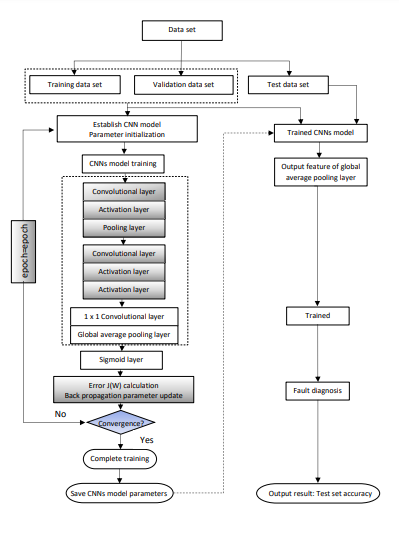 Data set
Training data set
Validation data set
Test data set
Establish CNN model
Parameter initialization
Trained CNNs model
CNNs model training
Output feature of global
average pooling layer
Convolutional layer
Activation layer
Pooling layer
epoch=epoch
Convolutional layer
Activation layer
Activation layer
1 x 1 Convolutional layer
Global average pooling layer
Trained
Sigmoid layer
Error J(W) calculation
Back propagation parameter update
Fault diagnosis
No
Convergence?
Yes
Complete training
Save CNNs model parameters
Output result: Test set accuracy